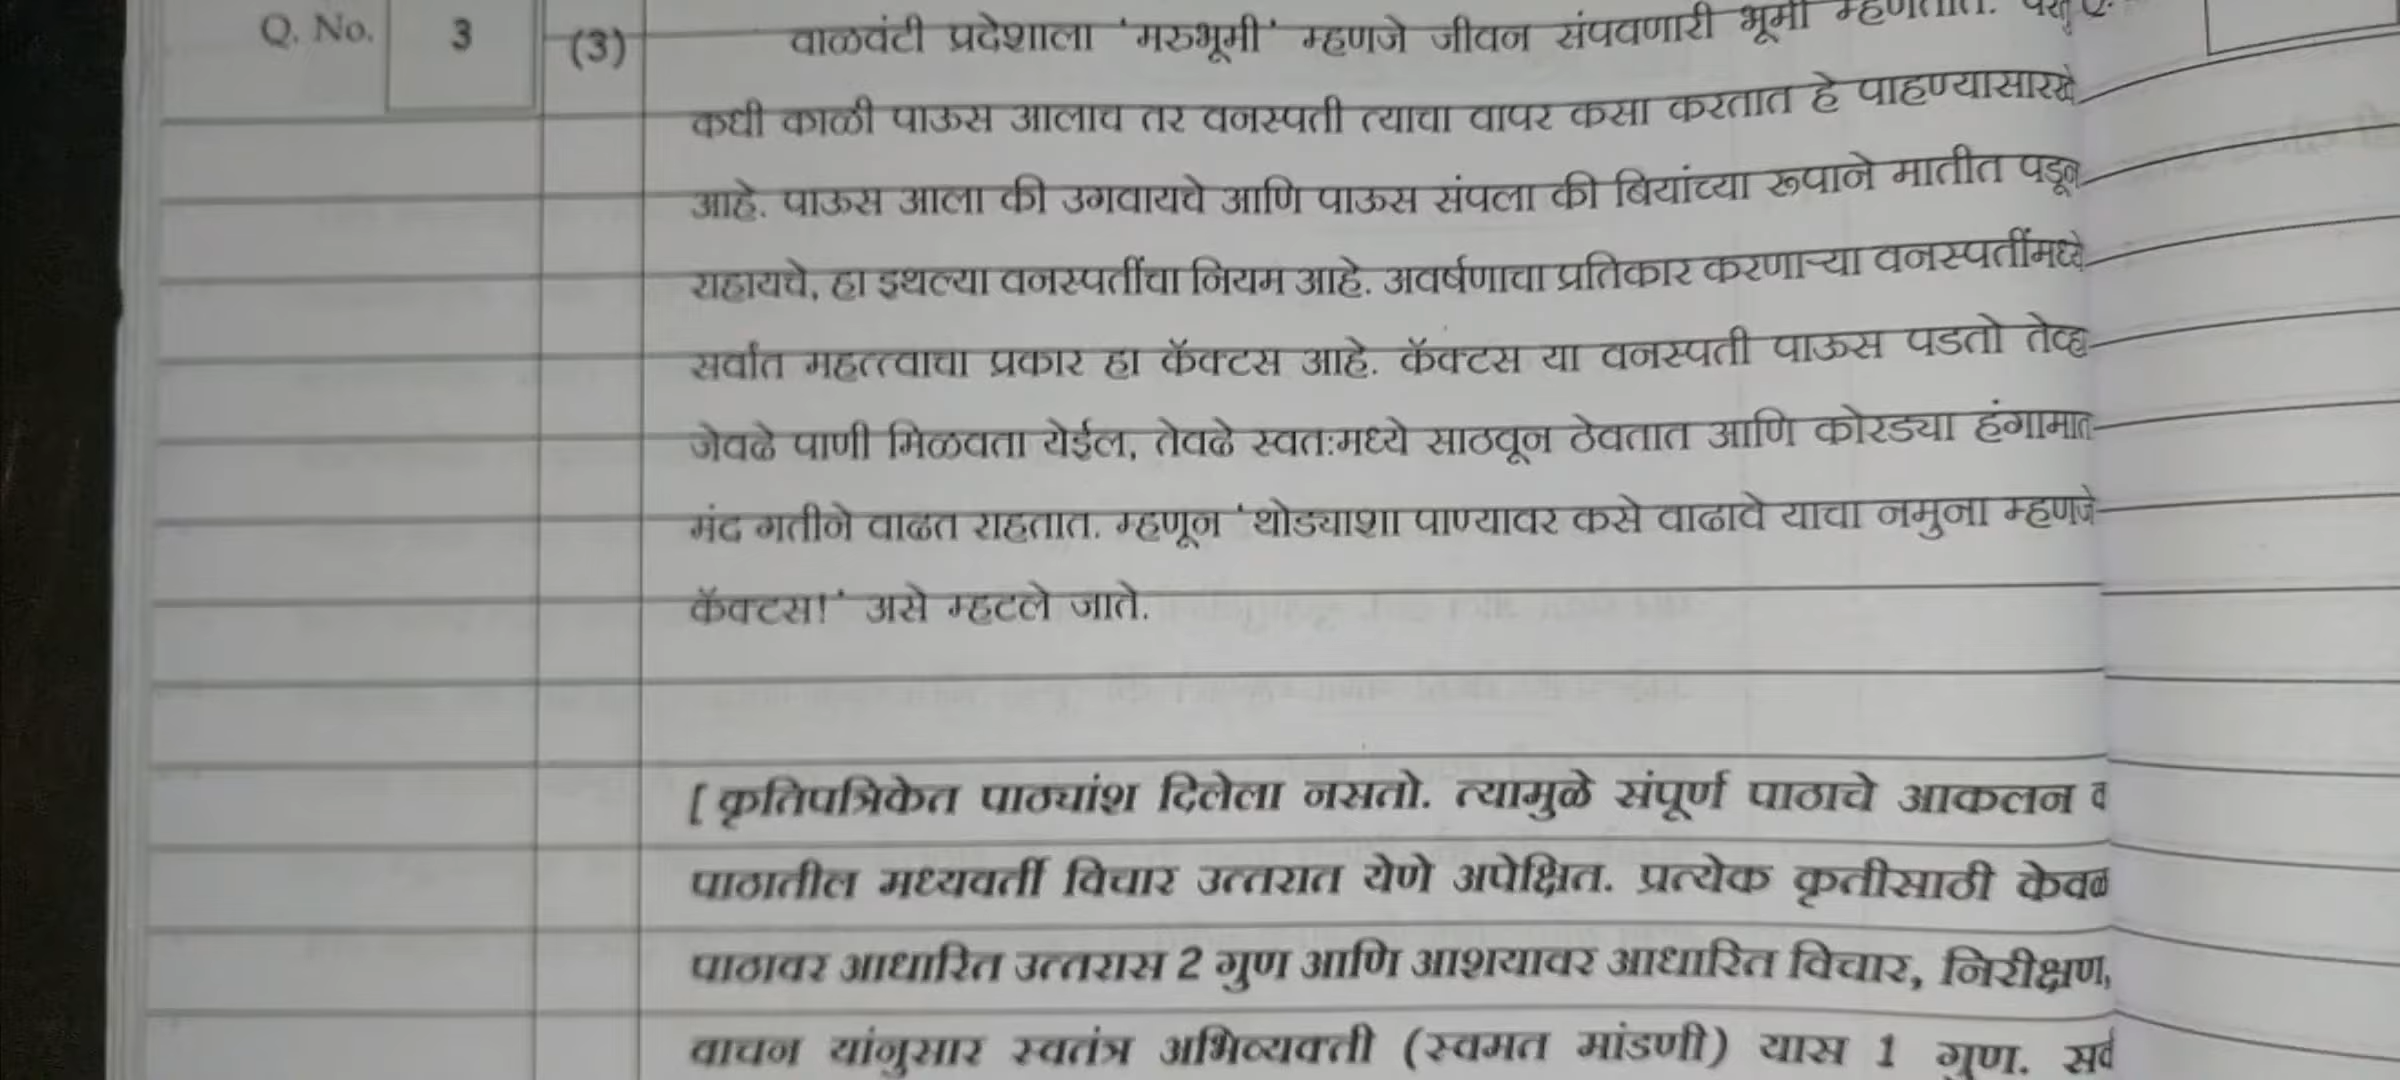 Q. No. 3 (3) वाळवंटी प्रदेशाला 'मरुभूमी' म्हणजे जीवन संपवणारी भूमी म्हणतात.
कधी काळी पाऊस आलाच तर वनस्पती त्याचा वापर कसा करतात हे पाहण्यासारखे
आहे. पाऊस आला की उगवायचे आणि पाऊस संपला की बियांच्या रूपाने मातीत पडून
राहायचे, हा इथल्या वनस्पतींचा नियम आहे. अवर्षणाचा प्रतिकार करणाऱ्या वनस्पतींमध्ये
सर्वांत महत्त्वाचा प्रकार हा कॅक्टस आहे. कॅक्टस या वनस्पती पाऊस पडतो तेव्हा
जेवढे पाणी मिळवता येईल, तेवढे स्वतःमध्ये साठवून ठेवतात आणि कोरड्या हंगामात
मंद गतीने वाढत राहतात. म्हणून 'थोड्याशा पाण्यावर कसे वाढावे याचा नमुना म्हणजे
कॅक्टस!' असे म्हटले जाते.
[ कृतिपत्रिकेत पाठ्यांश दिलेला नसतो. त्यामुळे संपूर्ण पाठाचे आकलन व
पाठातील मध्यवर्ती विचार उत्तरात येणे अपेक्षित. प्रत्येक कृतीसाठी केवळ
पाठावर आधारित उत्तरास 2 गुण आणि आशयावर आधारित विचार, निरीक्षण,
वाचन यांनुसार स्वतंत्र अभिव्यक्ती (स्वमत मांडणी) यास 1 गुण. सर्व